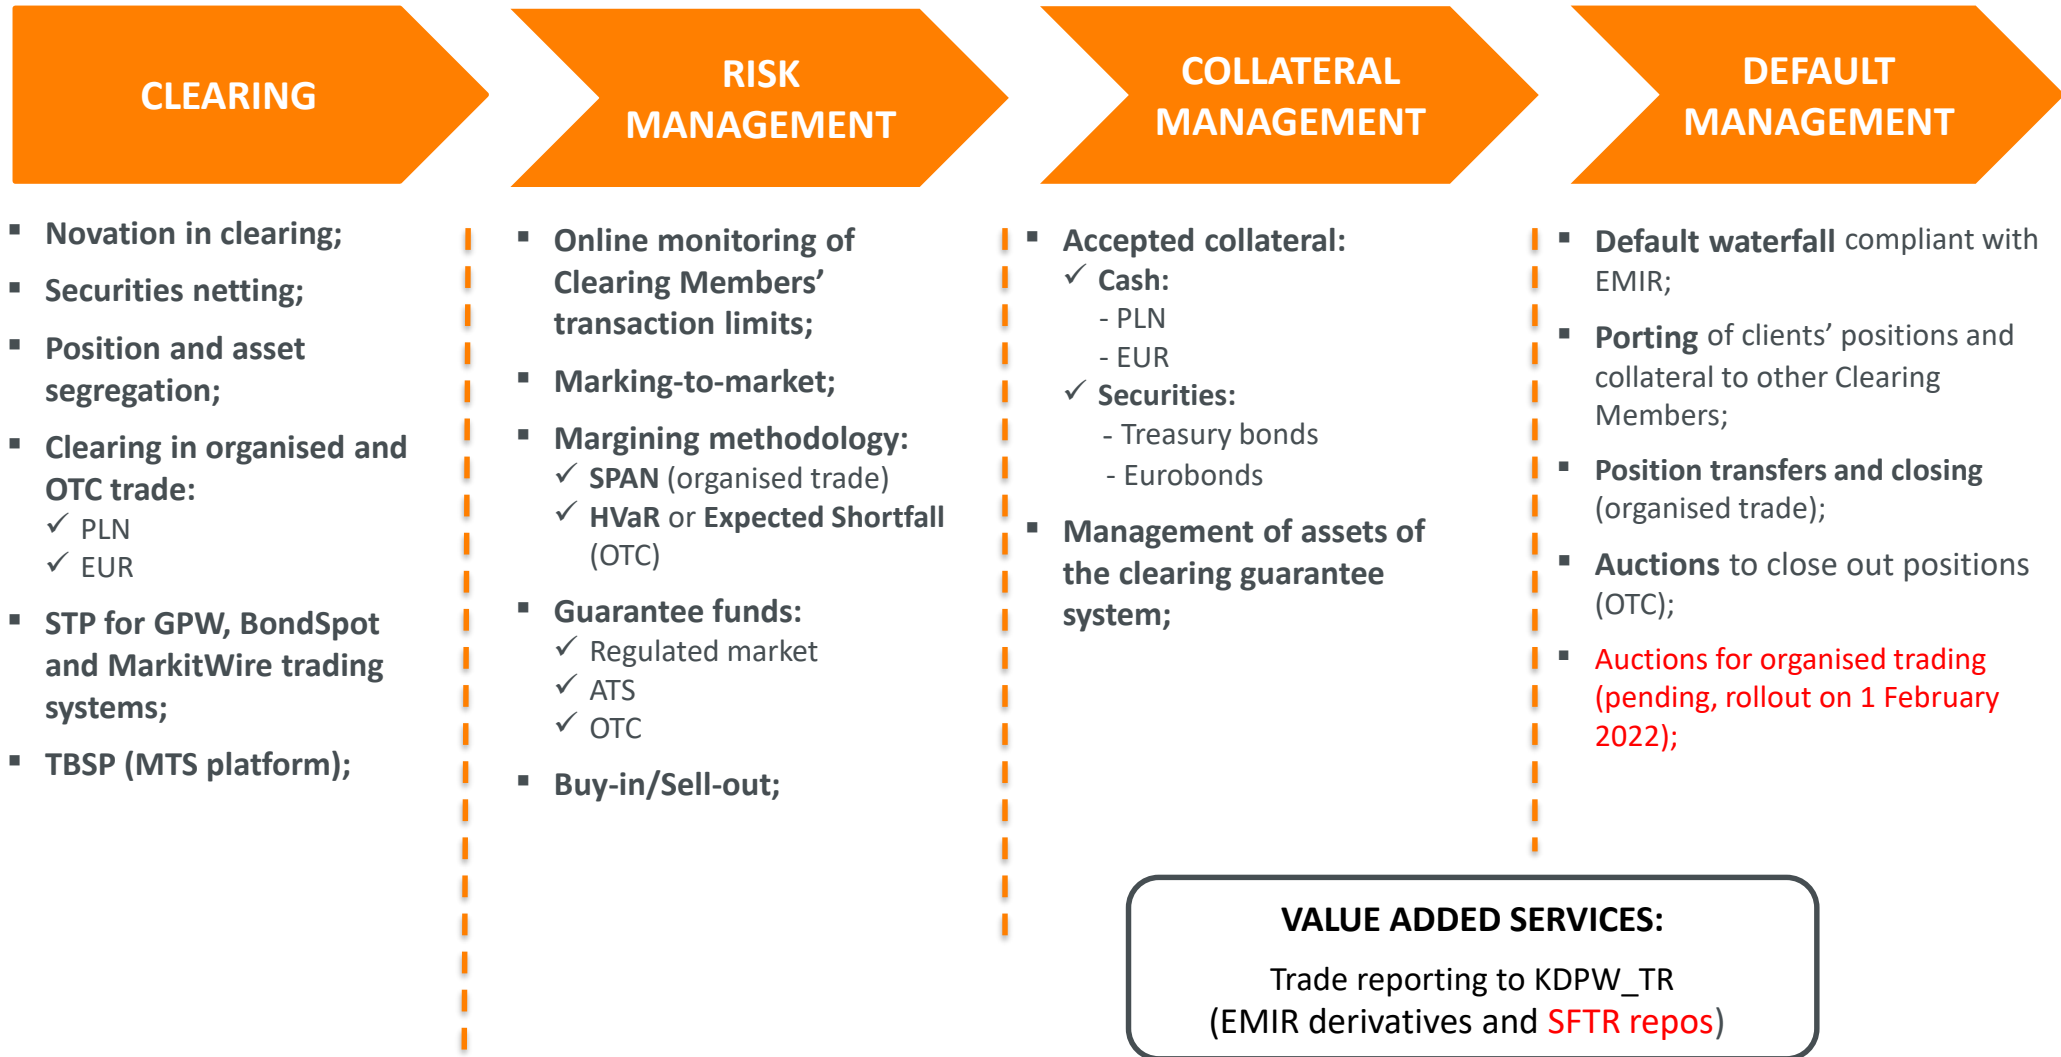 CLEARING
▪ Novation in clearing;
▪ Securities netting;
▪ Position and asset
segregation;
▪ Clearing in organised and
OTC trade:
✓ PLN
✓ EUR
▪ STP for GPW, BondSpot
and MarkitWire trading
systems;
▪ TBSP (MTS platform);
RISK
MANAGEMENT
▪ Online monitoring of
Clearing Members’
transaction limits;
▪ Marking-to-market;
▪ Margining methodology:
✓ SPAN (organised trade)
✓ HVaR or Expected Shortfall
(OTC)
▪ Guarantee funds:
✓ Regulated market
✓ ATS
✓ OTC
▪ Buy-in/Sell-out;
COLLATERAL
MANAGEMENT
▪ Accepted collateral:
✓ Cash:
- PLN
- EUR
✓ Securities:
- Treasury bonds
- Eurobonds
▪ Management of assets of
the clearing guarantee
system;
DEFAULT
MANAGEMENT
▪ Default waterfall compliant with
EMIR;
▪ Porting of clients’ positions and
collateral to other Clearing
Members;
▪ Position transfers and closing
(organised trade);
▪ Auctions to close out positions
(OTC);
▪ Auctions for organised trading
(pending, rollout on 1 February
2022);
VALUE ADDED SERVICES:
Trade reporting to KDPW_TR
(EMIR derivatives and SFTR repos)